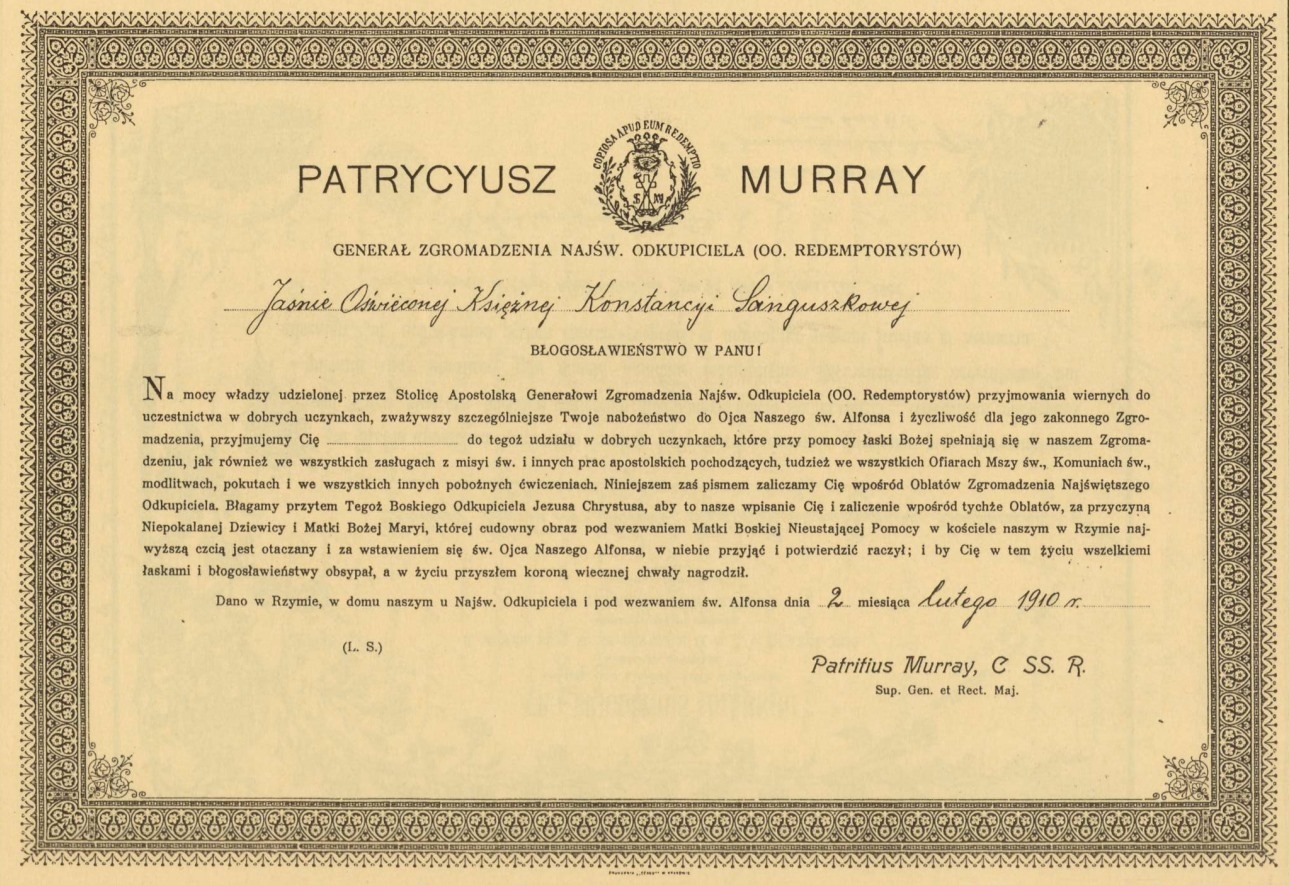 COPIOSA APUD EUM REDEMPTIO
PATRYCYUSZ MURRAY
GENERAŁ ZGROMADZENIA NAJŚW. ODKUPICIELA (OO. REDEMPTORYSTÓW)
Jaśnie Oświeconej Księżnej Konstancyi Sanguszkowej
BŁOGOSŁAWIEŃSTWO W PANU!
Na mocy władzy udzielonej przez Stolicę Apostolską Generałowi Zgromadzenia Najśw. Odkupiciela (OO. Redemptorystów) przyjmowania wiernych do
uczestnictwa w dobrych uczynkach, zważywszy szczególniejsze Twoje nabożeństwo do Ojca Naszego św. Alfonsa i życzliwość dla jego zakonnego Zgro-
madzenia, przyjmujemy Cię ........................ do tegoż udziału w dobrych uczynkach, które przy pomocy łaski Bożej spełniają się w naszem Zgroma-
dzeniu, jak również we wszystkich zasługach z misyi św. i innych prac apostolskich pochodzących, tudzież we wszystkich Ofiarach Mszy św., Komuniach św.,
modlitwach, pokutach i we wszystkich innych pobożnych ćwiczeniach. Niniejszem zaś pismem zaliczamy Cię wpośród Oblatów Zgromadzenia Najświętszego
Odkupiciela. Błagamy przytem Tegoż Boskiego Odkupiciela Jezusa Chrystusa, aby to nasze wpisanie Cię i zaliczenie wpośród tychże Oblatów, za przyczyną
Niepokalanej Dziewicy i Matki Bożej Maryi, której cudowny obraz pod wezwaniem Matki Boskiej Nieustającej Pomocy w kościele naszym w Rzymie naj-
wyższą czcią jest otaczany i za wstawieniem się św. Ojca Naszego Alfonsa, w niebie przyjąć i potwierdzić raczył; i by Cię w tem życiu wszelkiemi
łaskami i błogosławieństwy obsypał, a w życiu przyszłem koroną wiecznej chwały nagrodził.
Dano w Rzymie, w domu naszym u Najśw. Odkupiciela i pod wezwaniem św. Alfonsa dnia 2 miesiąca lutego 1910 r.
(L. S.)
Patritius Murray, C SS. R.
Sup. Gen. et Rect. Maj.